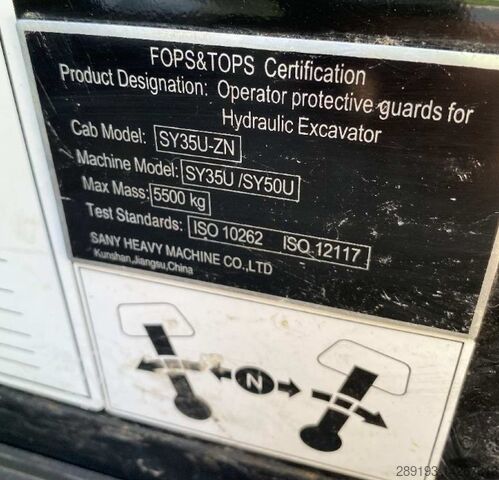 FOPS&TOPS Certification
Product Designation: Operator protective guards for
Hydraulic Excavator
Cab Model: SY35U-ZN
Machine Model: SY35U /SY50U
Max Mass: 5500 kg
Test Standards: ISO 10262 ISO 12117
SANY HEAVY MACHINE CO.,LTD
Kunshan,Jiangsu,China
N